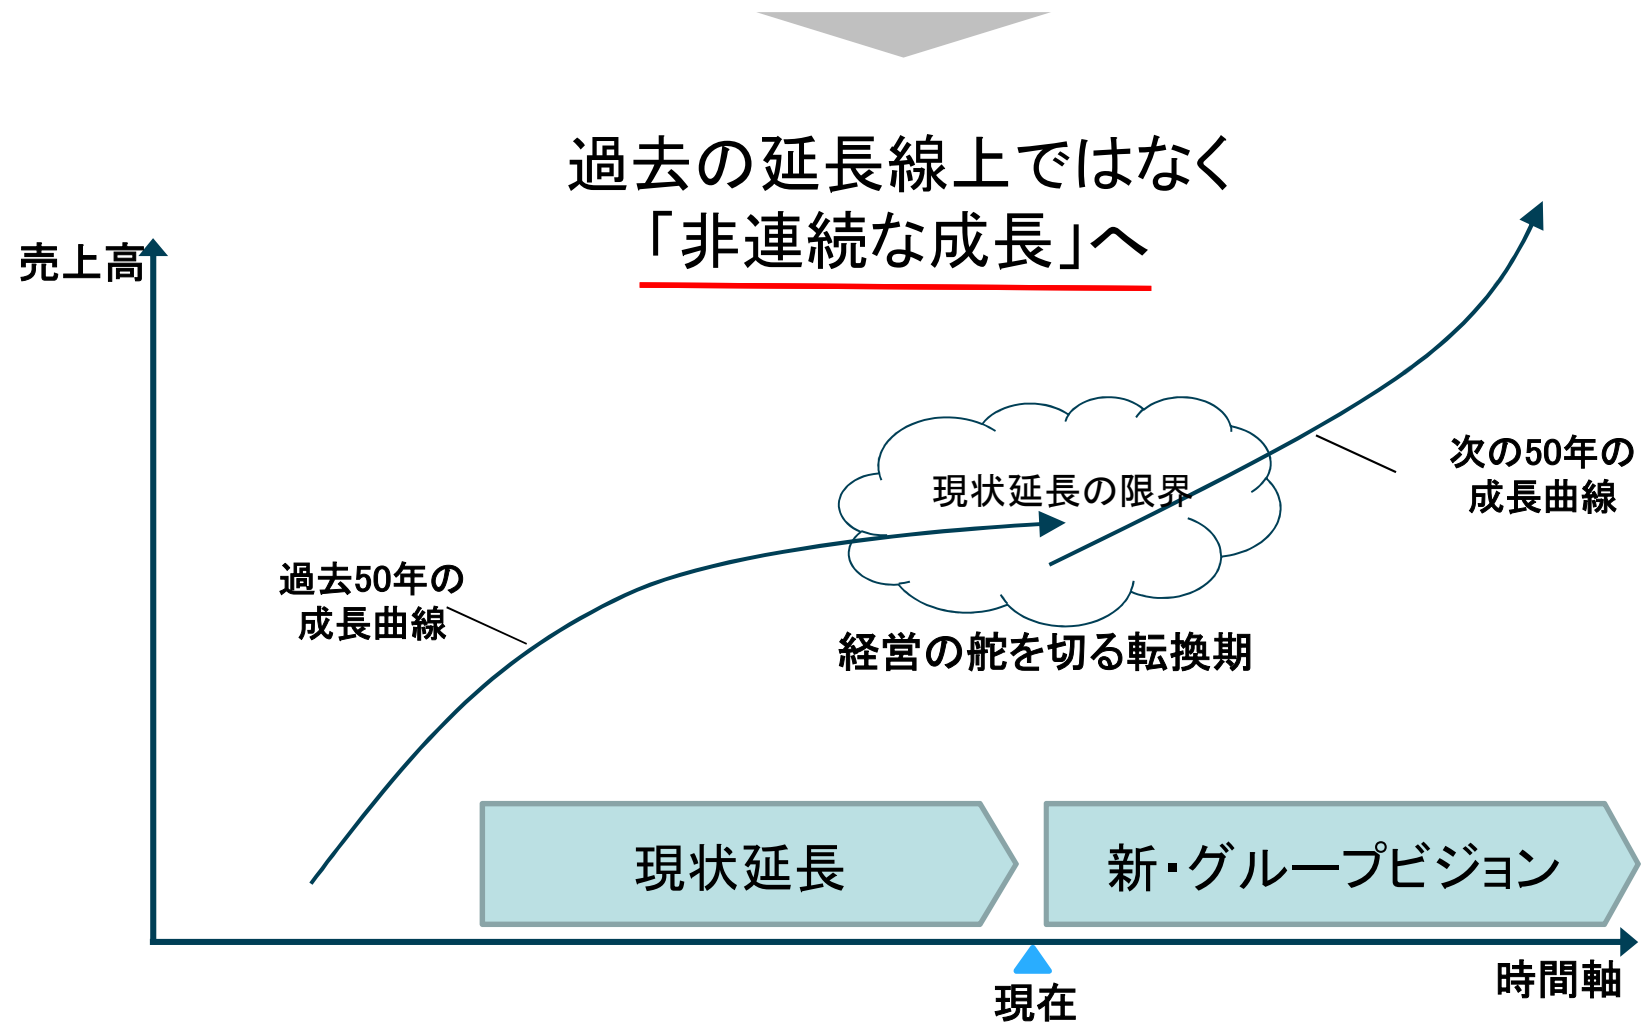 過去の延長線上ではなく
「非連続な成長」へ
売上高
現状延長の限界
次の50年の
成長曲線
過去50年の
成長曲線
経営の舵を切る転換期
現状延長
新・グループビジョン
時間軸
現在